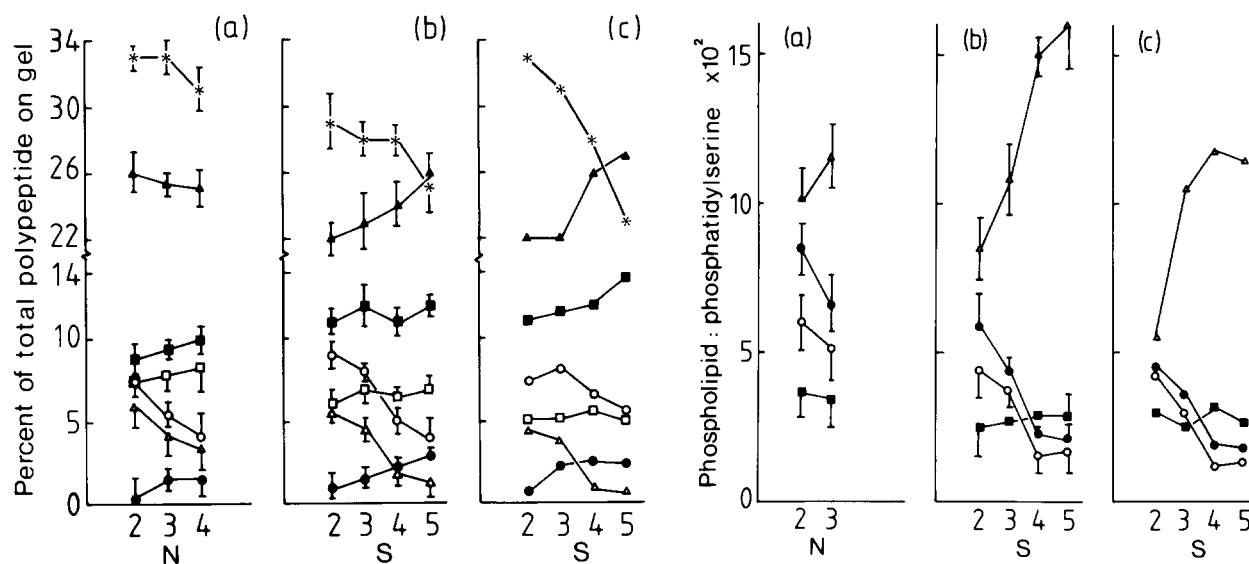 Percent of total polypeptide on gel
34
30
26
22
14
10
5
0
(a)
2 3 4
N
(b)
2 3 4 5
S
(c)
2 3 4 5
S
Phospholipid : phosphatidylserine x10²
15
10
5
0
(a)
2 3
N
(b)
2 3 4 5
S
(c)
2 3 4 5
S